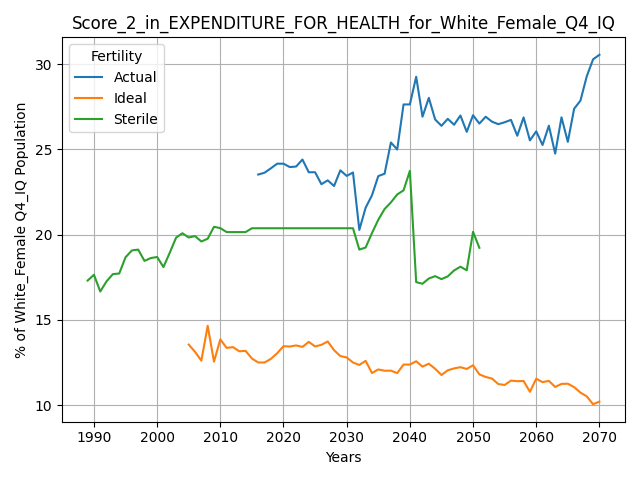 Score_2_in_EXPENDITURE_FOR_HEALTH_for_White_Female_Q4_IQ
Fertility
Actual
Ideal
Sterile
% of White_Female Q4_IQ Population
30
25
20
15
10
1990 2000 2010 2020 2030 2040 2050 2060 2070
Years